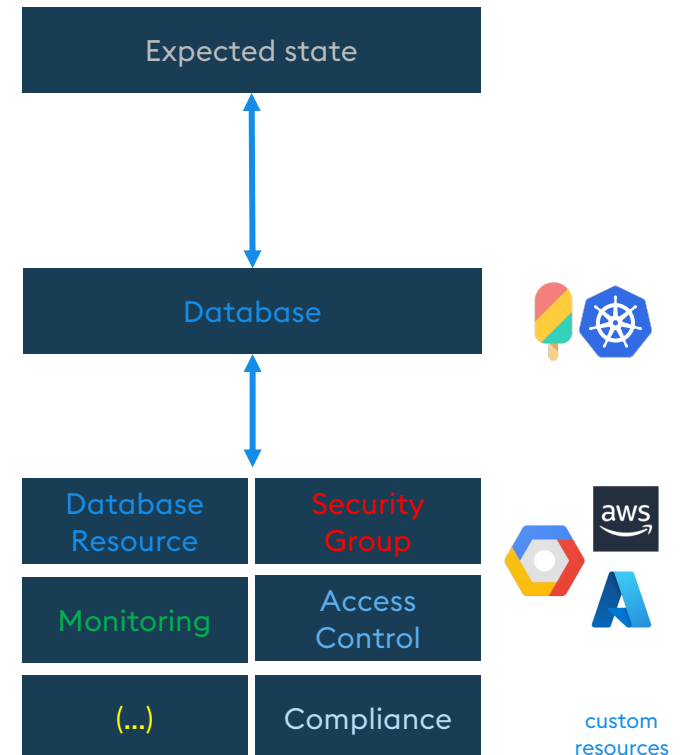 Expected state
Database
Database
Resource
Security
Group
aws
Monitoring
Access
Control
(...)
Compliance
custom
resources